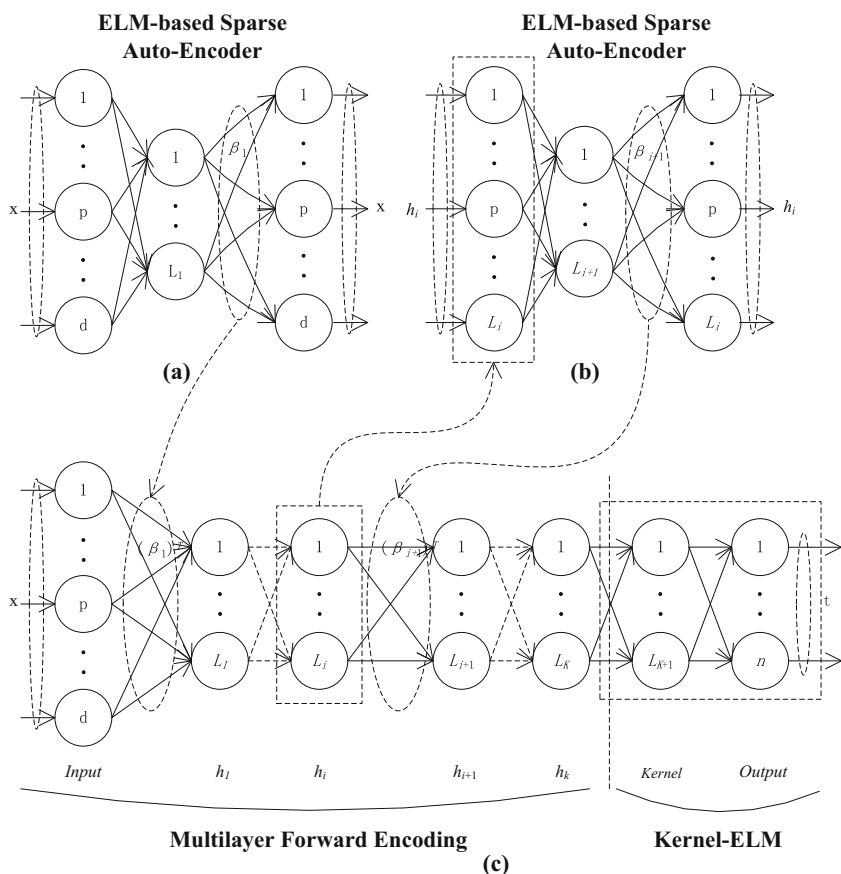 ELM-based Sparse
Auto-Encoder
1
1
1
β₁
x
p
p
x
L₁
d
d
(a)
ELM-based Sparse
Auto-Encoder
1
1
1
βᵢ₊₁
hᵢ
p
p
hᵢ
Lᵢ₊₁
Lᵢ
Lᵢ
(b)
1
(β₁)ᵀ
1
1
(βᵢ₊₁)ᵀ
1
1
1
1
x
p
t
L₁
Lᵢ
Lᵢ₊₁
L_K
L_K+1
n
d
Input
h₁
hᵢ
hᵢ₊₁
hₖ
Kernel
Output
Multilayer Forward Encoding
Kernel-ELM
(c)